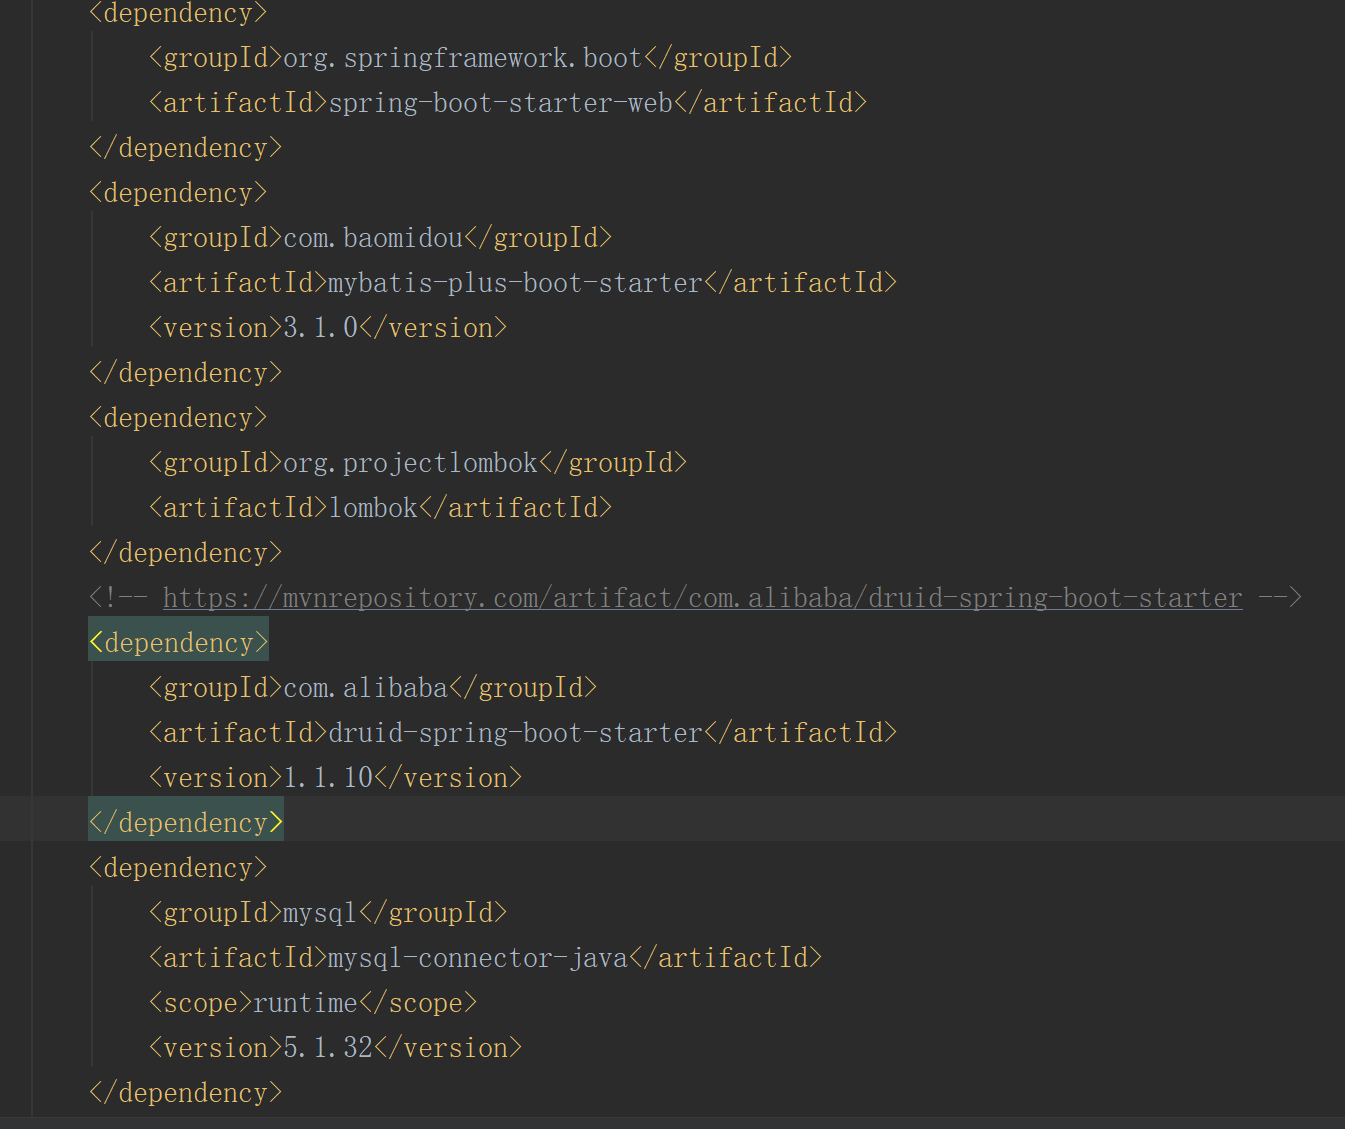 <dependency>
<groupId>org.springframework.boot</groupId>
<artifactId>spring-boot-starter-web</artifactId>
</dependency>
<dependency>
<groupId>com.baomidou</groupId>
<artifactId>mybatis-plus-boot-starter</artifactId>
<version>3.1.0</version>
</dependency>
<dependency>
<groupId>org.projectlombok</groupId>
<artifactId>lombok</artifactId>
</dependency>
<!-- https://mvnrepository.com/artifact/com.alibaba/druid-spring-boot-starter -->
<dependency>
<groupId>com.alibaba</groupId>
<artifactId>druid-spring-boot-starter</artifactId>
<version>1.1.10</version>
</dependency>
<dependency>
<groupId>mysql</groupId>
<artifactId>mysql-connector-java</artifactId>
<scope>runtime</scope>
<version>5.1.32</version>
</dependency>